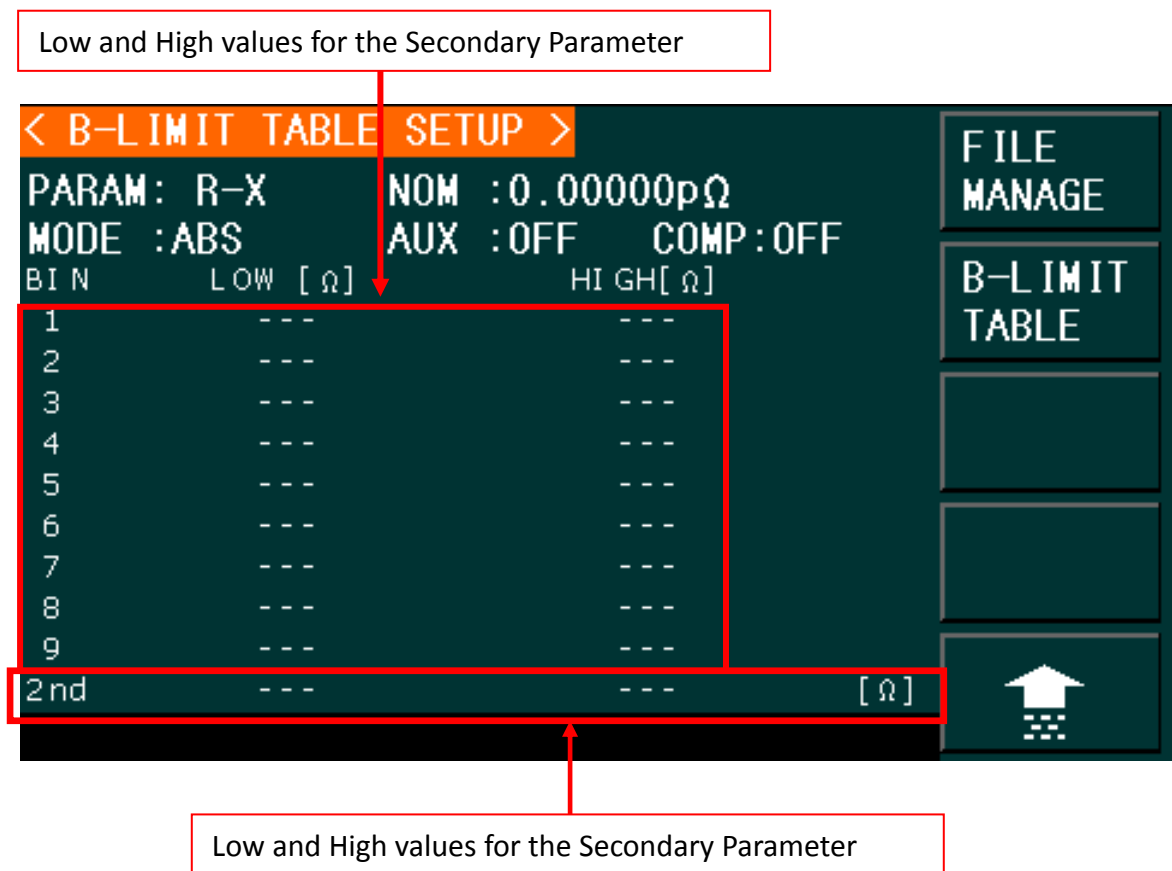 Low and High values for the Secondary Parameter
< B-LIMIT TABLE SETUP >
PARAM: R-X NOM :0.00000pΩ
MODE :ABS AUX :OFF COMP:OFF
BIN LOW [Ω] HIGH[Ω]
1 --- ---
2 --- ---
3 --- ---
4 --- ---
5 --- ---
6 --- ---
7 --- ---
8 --- ---
9 --- ---
2nd --- --- [Ω]
FILE
MANAGE
B-LIMIT
TABLE
Low and High values for the Secondary Parameter